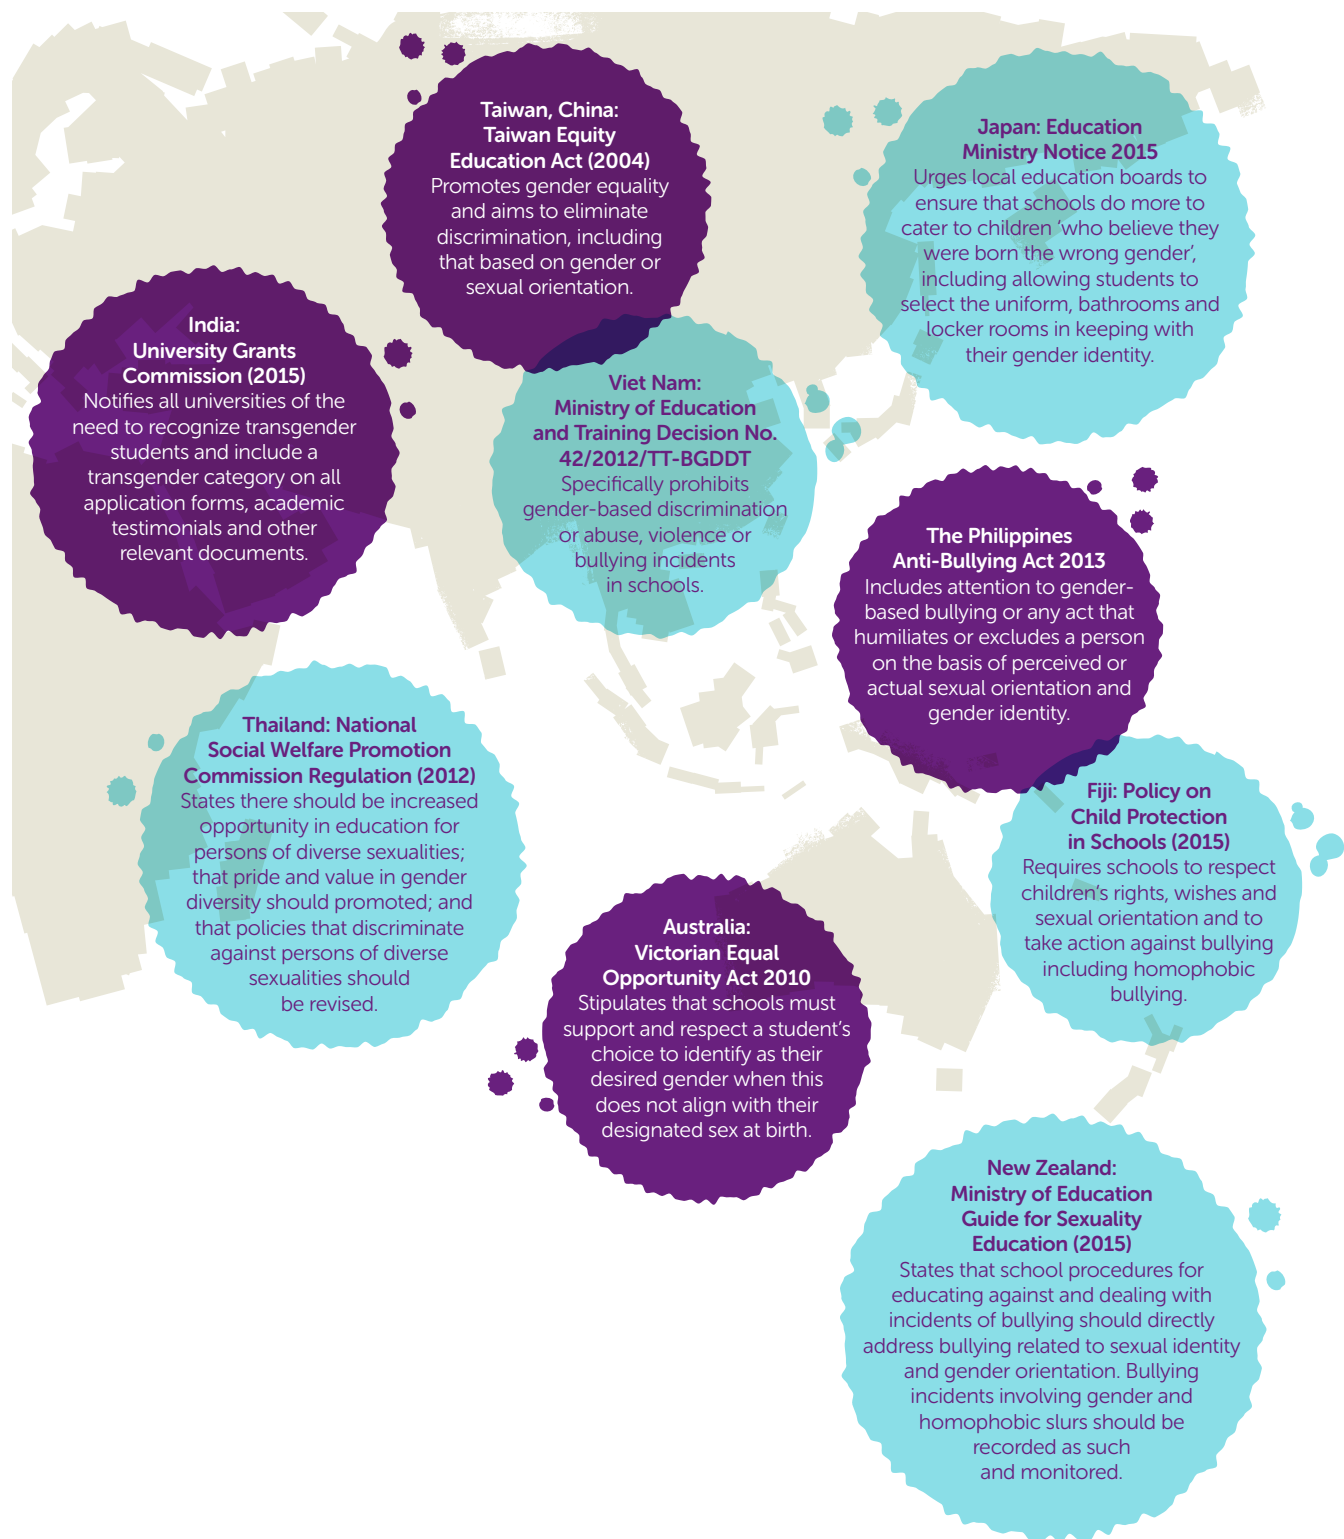 Taiwan, China:
Taiwan Equity
Education Act (2004)
Promotes gender equality
and aims to eliminate
discrimination, including
that based on gender or
sexual orientation.
Japan: Education
Ministry Notice 2015
Urges local education boards to
ensure that schools do more to
cater to children ‘who believe they
were born the wrong gender’,
including allowing students to
select the uniform, bathrooms and
locker rooms in keeping with
their gender identity.
India:
University Grants
Commission (2015)
Notifies all universities of the
need to recognize transgender
students and include a
transgender category on all
application forms, academic
testimonials and other
relevant documents.
Viet Nam:
Ministry of Education
and Training Decision No.
42/2012/TT-BGDDT
Specifically prohibits
gender-based discrimination
or abuse, violence or
bullying incidents
in schools.
The Philippines
Anti-Bullying Act 2013
Includes attention to gender-
based bullying or any act that
humiliates or excludes a person
on the basis of perceived or
actual sexual orientation and
gender identity.
Thailand: National
Social Welfare Promotion
Commission Regulation (2012)
States there should be increased
opportunity in education for
persons of diverse sexualities;
that pride and value in gender
diversity should promoted; and
that policies that discriminate
against persons of diverse
sexualities should
be revised.
Fiji: Policy on
Child Protection
in Schools (2015)
Requires schools to respect
children’s rights, wishes and
sexual orientation and to
take action against bullying
including homophobic
bullying.
Australia:
Victorian Equal
Opportunity Act 2010
Stipulates that schools must
support and respect a student’s
choice to identify as their
desired gender when this
does not align with their
designated sex at birth.
New Zealand:
Ministry of Education
Guide for Sexuality
Education (2015)
States that school procedures for
educating against and dealing with
incidents of bullying should directly
address bullying related to sexual identity
and gender orientation. Bullying
incidents involving gender and
homophobic slurs should be
recorded as such
and monitored.